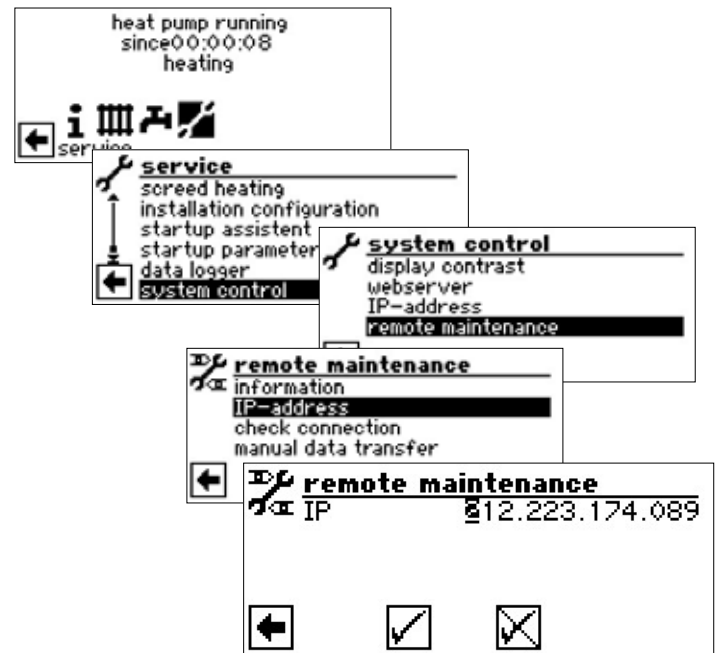 heat pump running
since00:00:08
heating
service
service
screed heating
installation configuration
startup assistent
startup parameter
data logger
system control
system control
display contrast
webserver
IP-address
remote maintenance
remote maintenance
information
IP-address
check connection
manual data transfer
remote maintenance
IP 212.223.174.089